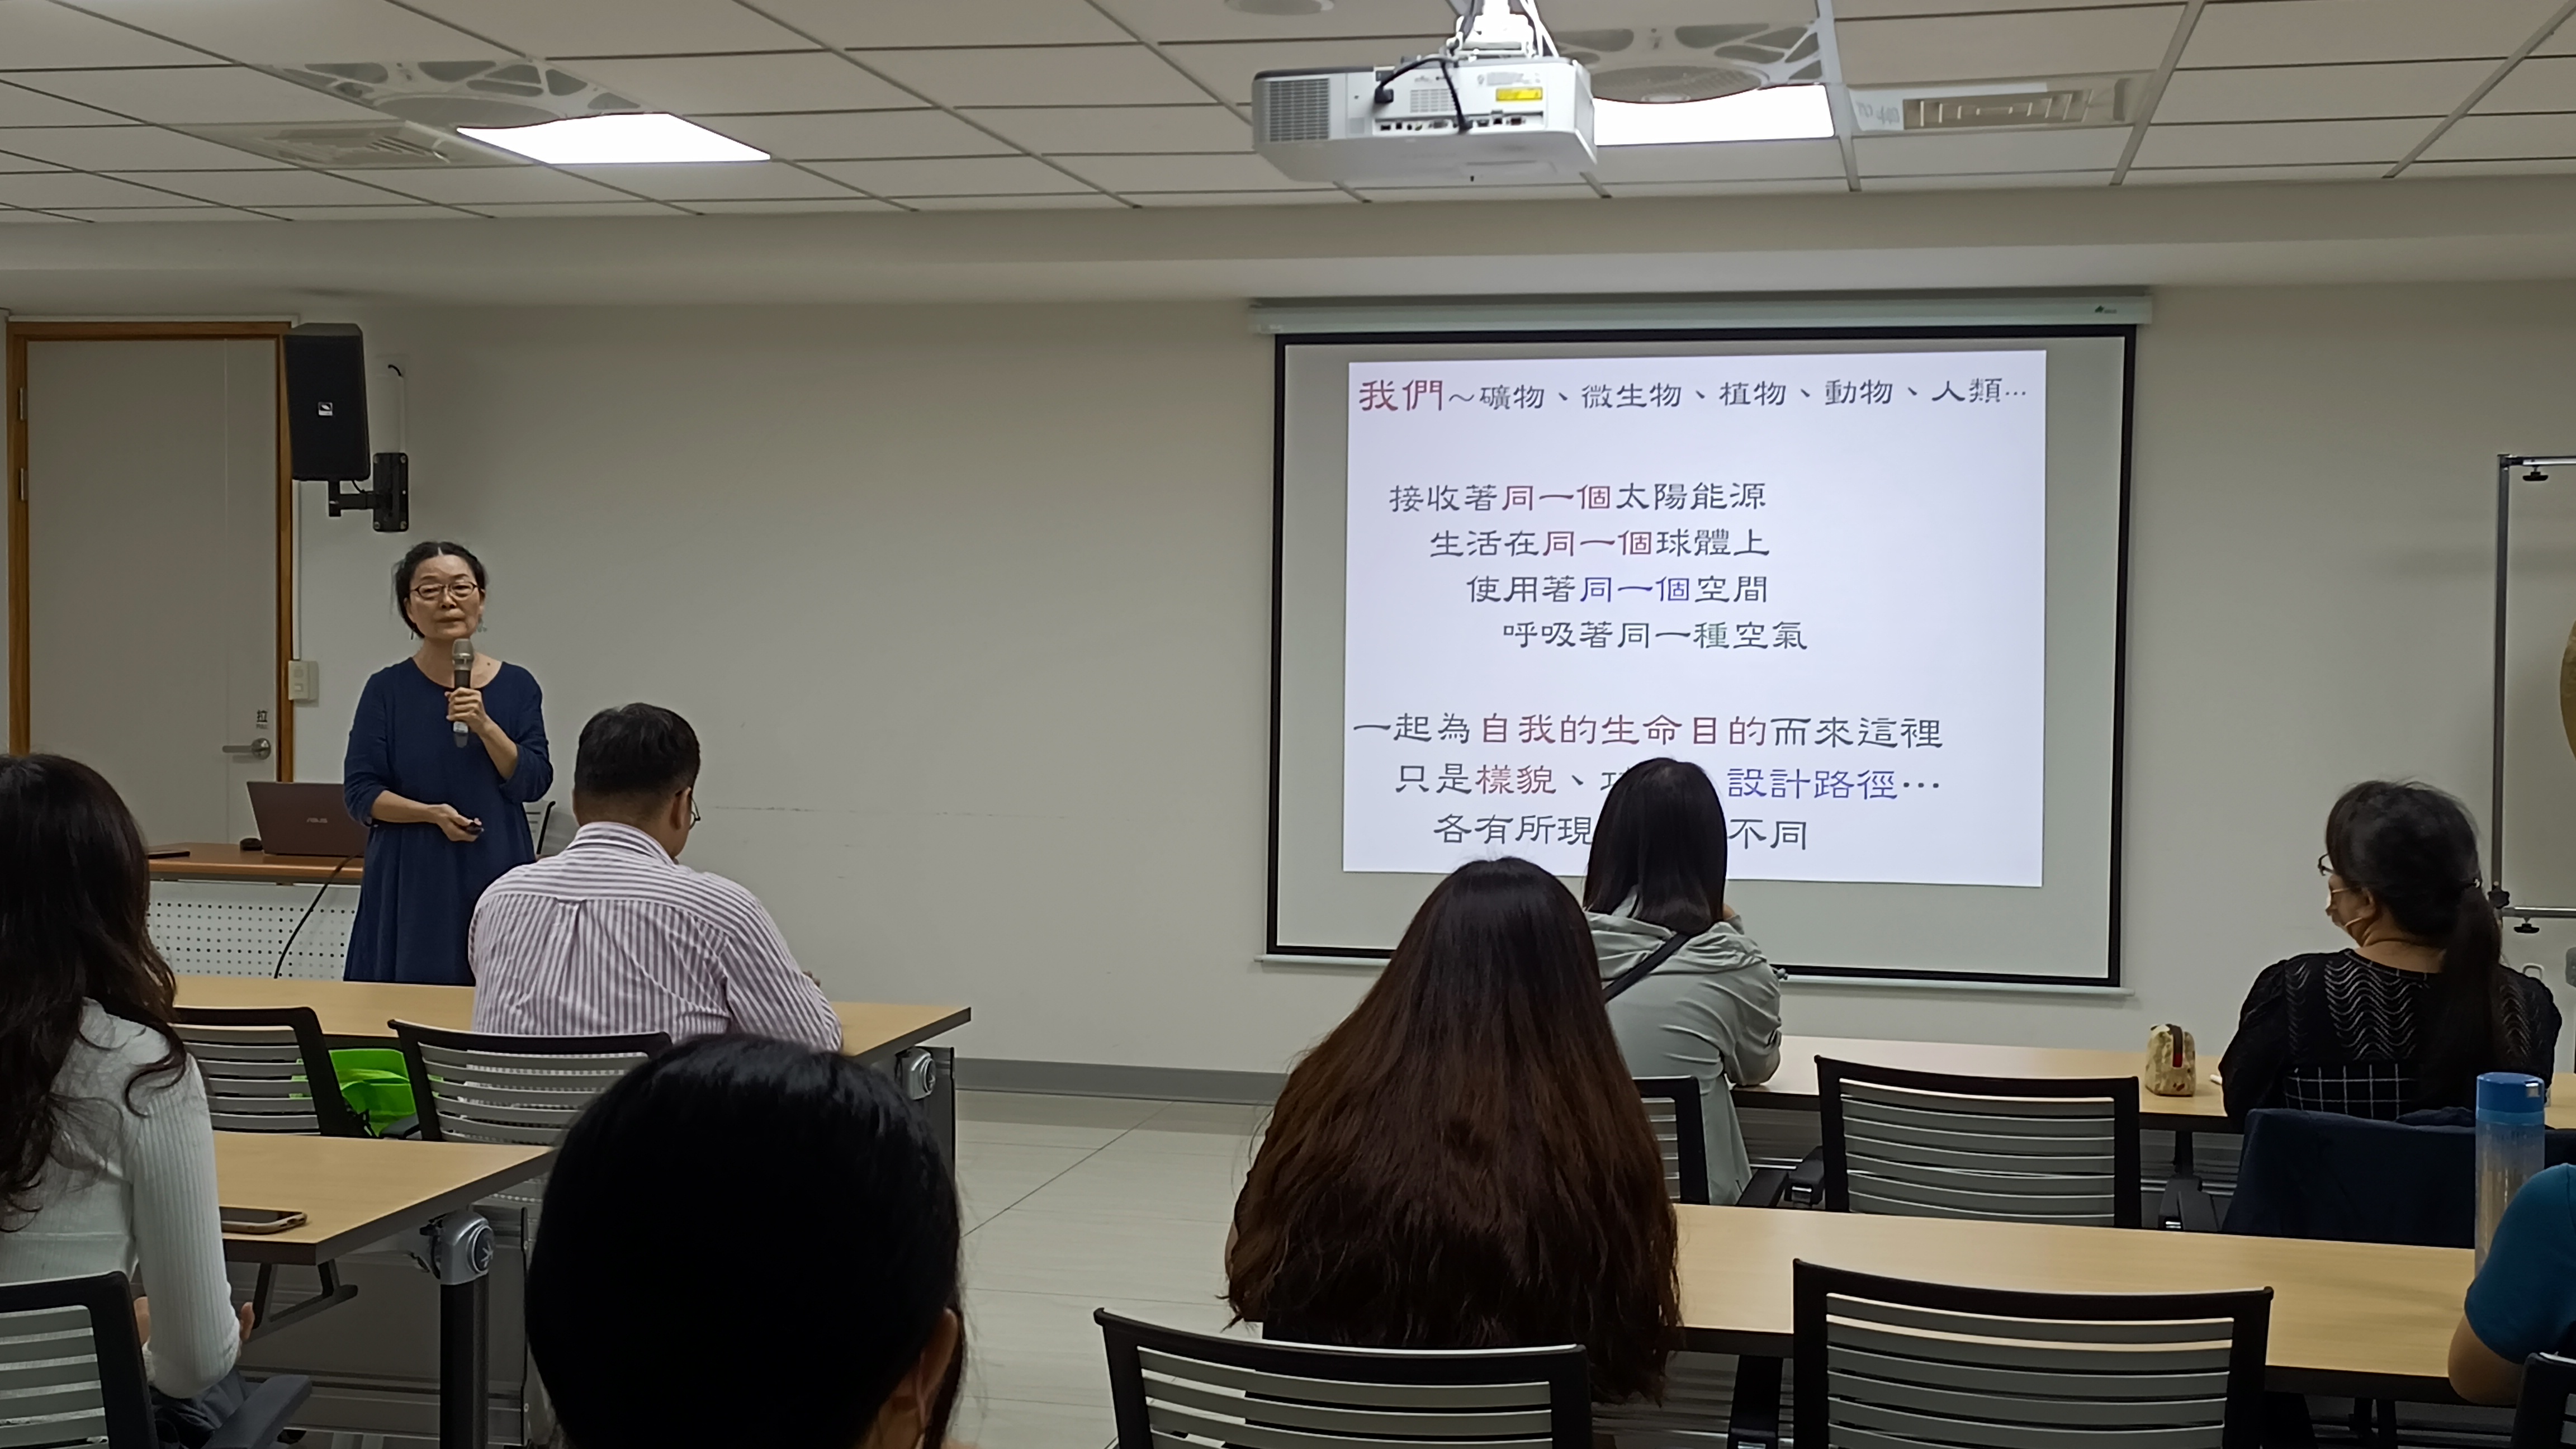 我們～礦物、微生物、植物、動物、人類…
接收著同一個太陽能源
生活在同一個球體上
使用著同一個空間
呼吸著同一種空氣
一起為自我的生命目的而來這裡
只是樣貌、 設計路徑…
各有所現 不同
拉
ASUS